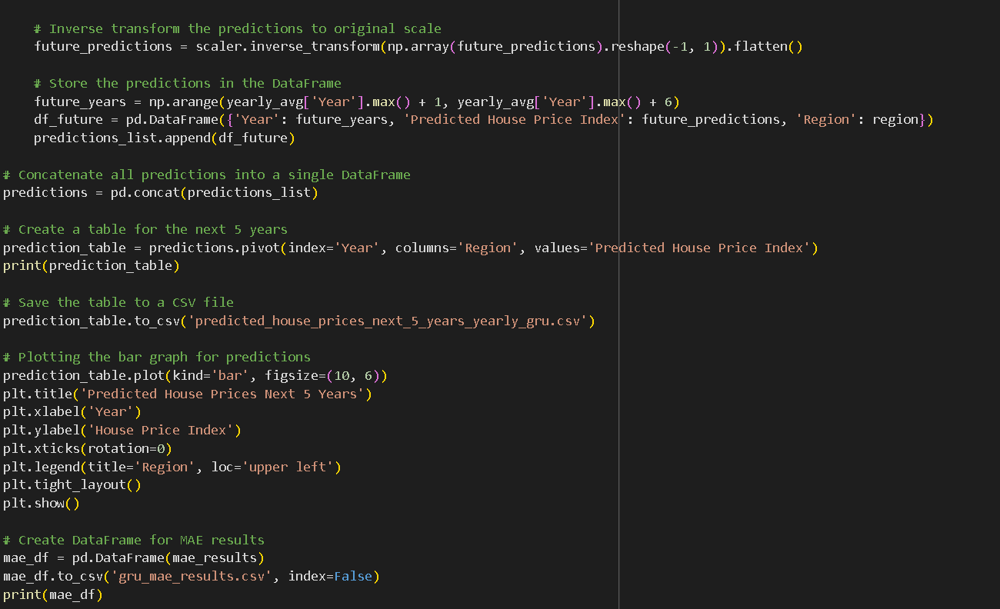 # Inverse transform the predictions to original scale
future_predictions = scaler.inverse_transform(np.array(future_predictions).reshape(-1, 1)).flatten()
# Store the predictions in the DataFrame
future_years = np.arange(yearly_avg['Year'].max() + 1, yearly_avg['Year'].max() + 6)
df_future = pd.DataFrame({'Year': future_years, 'Predicted House Price Index': future_predictions, 'Region': region})
predictions_list.append(df_future)
# Concatenate all predictions into a single DataFrame
predictions = pd.concat(predictions_list)
# Create a table for the next 5 years
prediction_table = predictions.pivot(index='Year', columns='Region', values='Predicted House Price Index')
print(prediction_table)
# Save the table to a CSV file
prediction_table.to_csv('predicted_house_prices_next_5_years_yearly_gru.csv')
# Plotting the bar graph for predictions
prediction_table.plot(kind='bar', figsize=(10, 6))
plt.title('Predicted House Prices Next 5 Years')
plt.xlabel('Year')
plt.ylabel('House Price Index')
plt.xticks(rotation=0)
plt.legend(title='Region', loc='upper left')
plt.tight_layout()
plt.show()
# Create DataFrame for MAE results
mae_df = pd.DataFrame(mae_results)
mae_df.to_csv('gru_mae_results.csv', index=False)
print(mae_df)